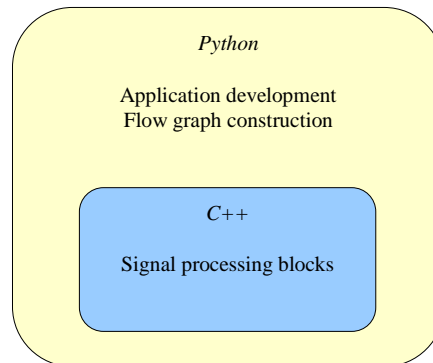 Python
Application development
Flow graph construction
C++
Signal processing blocks